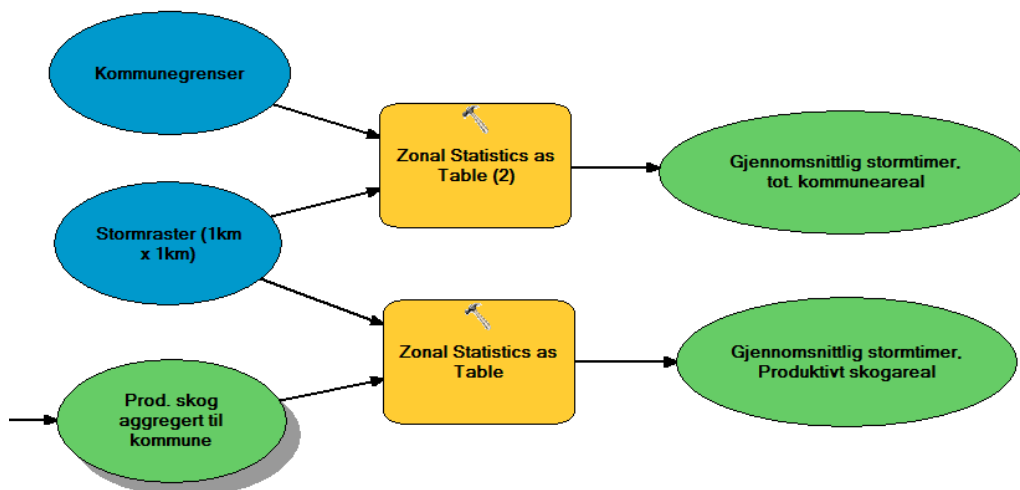 Kommunegrenser
Zonal Statistics as
Table (2)
Gjennomsnittlig stormtimer,
tot. kommuneareal
Stormraster (1km
x 1km)
Zonal Statistics as
Table
Gjennomsnittlig stormtimer,
Produktivt skogareal
Prod. skog
aggregert til
kommune